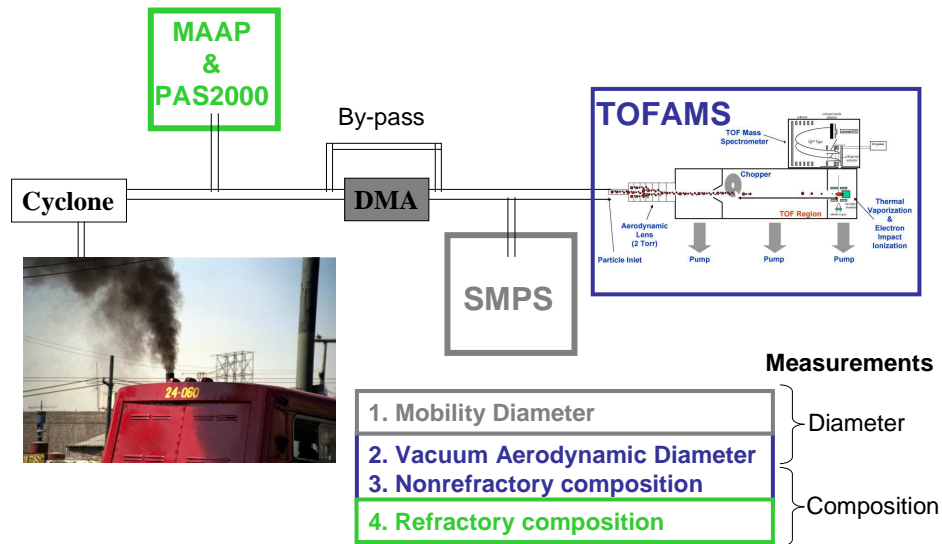 MAAP
&
PAS2000
By-pass
Cyclone
DMA
SMPS
TOFAMS
TOF Mass
Spectrometer
Chopper
TOF Region
Aerodynamic
Lens
(2 Torr)
Particle Inlet
Thermal
Vaporization
&
Electron
Impact
Ionization
Pump
Pump
Pump
24-060
Measurements
1. Mobility Diameter
2. Vacuum Aerodynamic Diameter
3. Nonrefractory composition
4. Refractory composition
Diameter
Composition